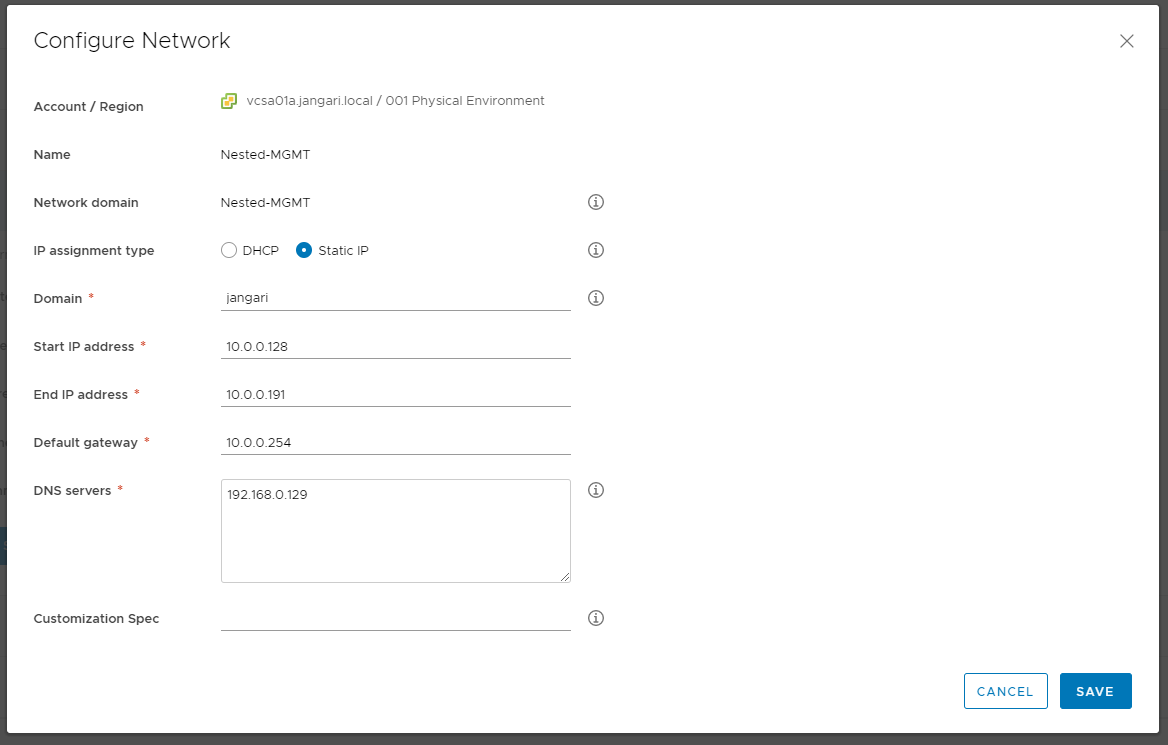 Configure Network
Account / Region
vcsa01a.jangari.local / 001 Physical Environment
Name
Nested-MGMT
Network domain
Nested-MGMT
IP assignment type
DHCP
Static IP
Domain *
jangari
Start IP address *
10.0.0.128
End IP address *
10.0.0.191
Default gateway *
10.0.0.254
DNS servers *
192.168.0.129
Customization Spec
CANCEL
SAVE